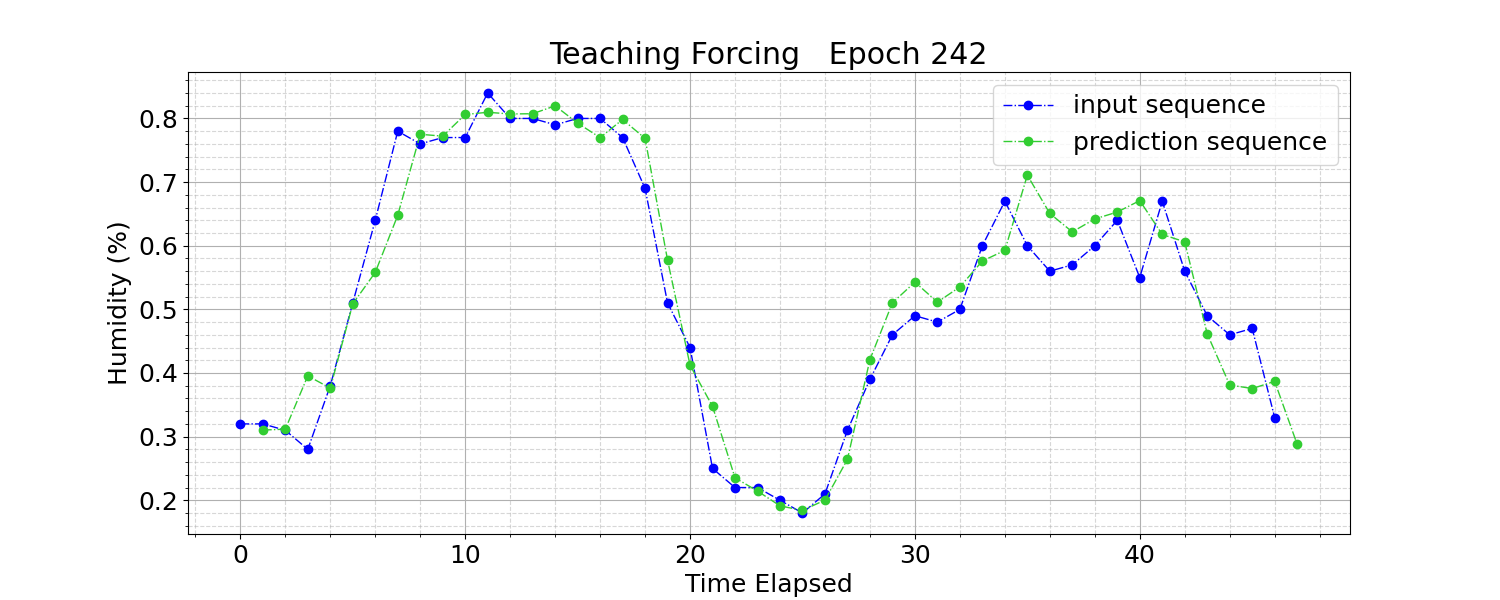 Teaching Forcing   Epoch 242
input sequence
prediction sequence
Humidity (%)
0.8
0.7
0.6
0.5
0.4
0.3
0.2
0 10 20 30 40
Time Elapsed